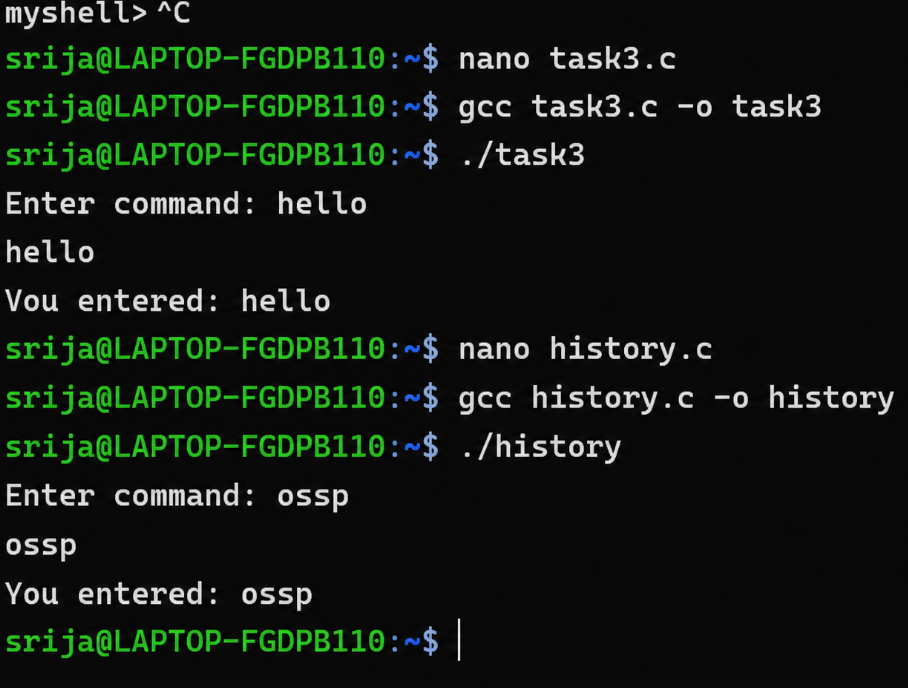 myshell> ^C
srija@LAPTOP-FGDPB110:~$ nano task3.c
srija@LAPTOP-FGDPB110:~$ gcc task3.c -o task3
srija@LAPTOP-FGDPB110:~$ ./task3
Enter command: hello
hello
Vou entered: hello
srija@LAPTOP-FGDPB110:~$ nano history.c
srija@LAPTOP-FGDPB110:~$ gcc history.c -o history
srija@LAPTOP-FGDPB110:~$ ./history
Enter command: ossp
ossp
You entered: ossp
srija@LAPTOP-FGDPB110:~$